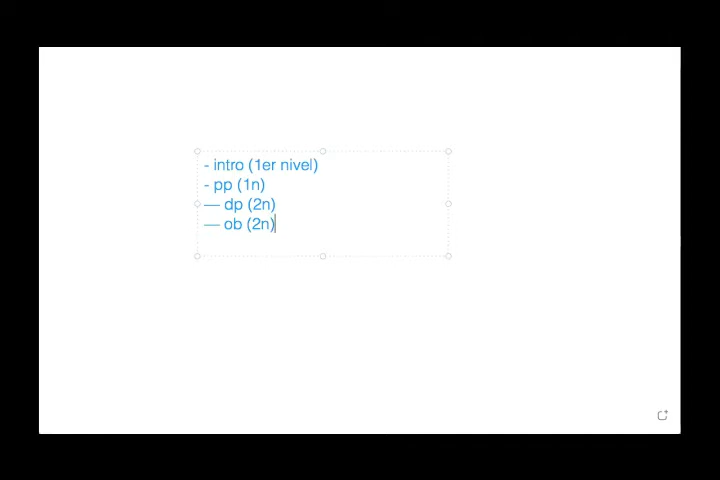 - intro (1er nivel)
- pp (1n)
— dp (2n)
— ob (2n)